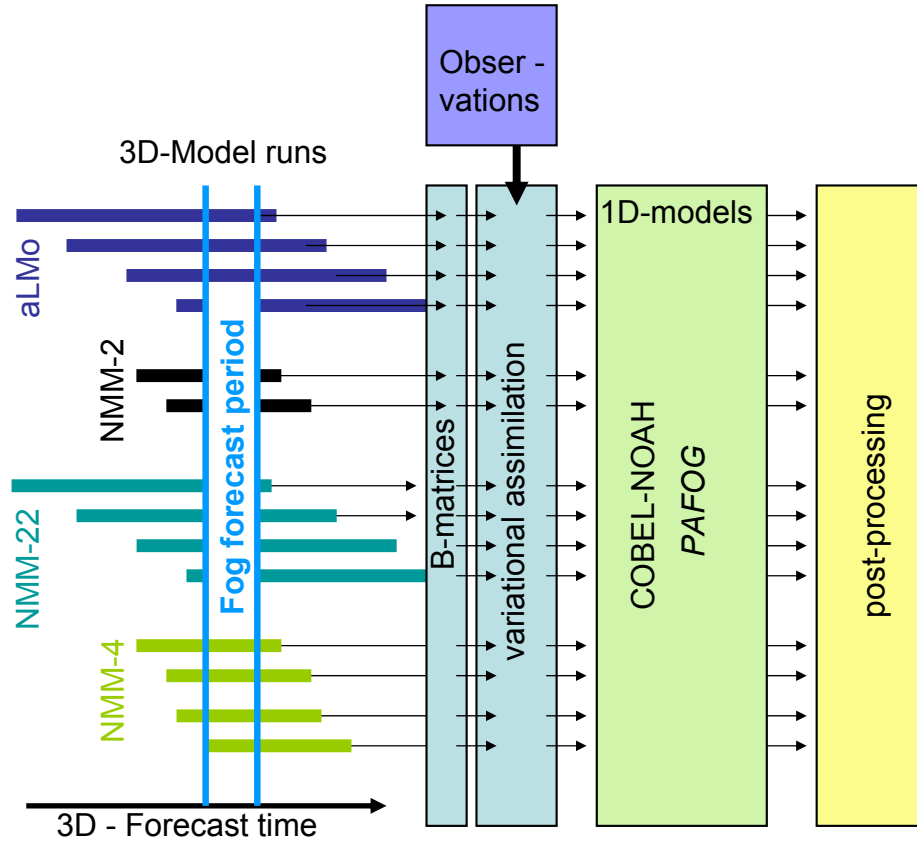 Obser -
vations
3D-Model runs
1D-models
aLMo
NMM-2
NMM-22
NMM-4
Fog forecast period
B-matrices
variational assimilation
COBEL-NOAH
PAFOG
post-processing
3D - Forecast time